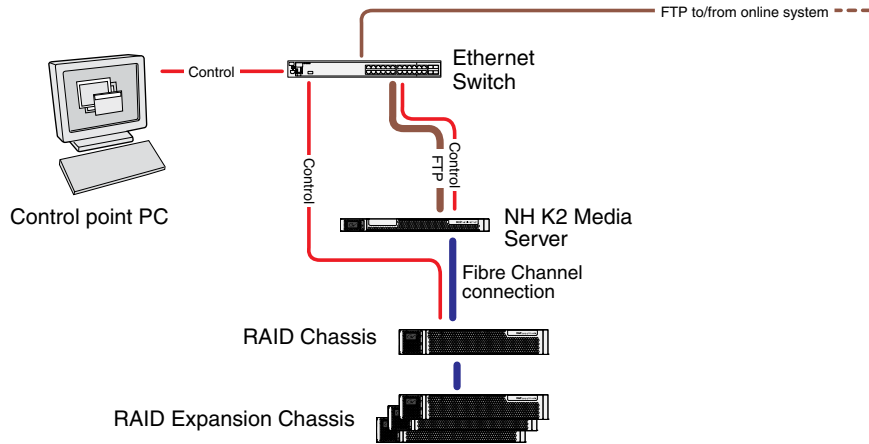 FTP to/from online system
Ethernet
Switch
Control
Control
FTP
Control
Control point PC
NH K2 Media
Server
Fibre Channel
connection
RAID Chassis
RAID Expansion Chassis